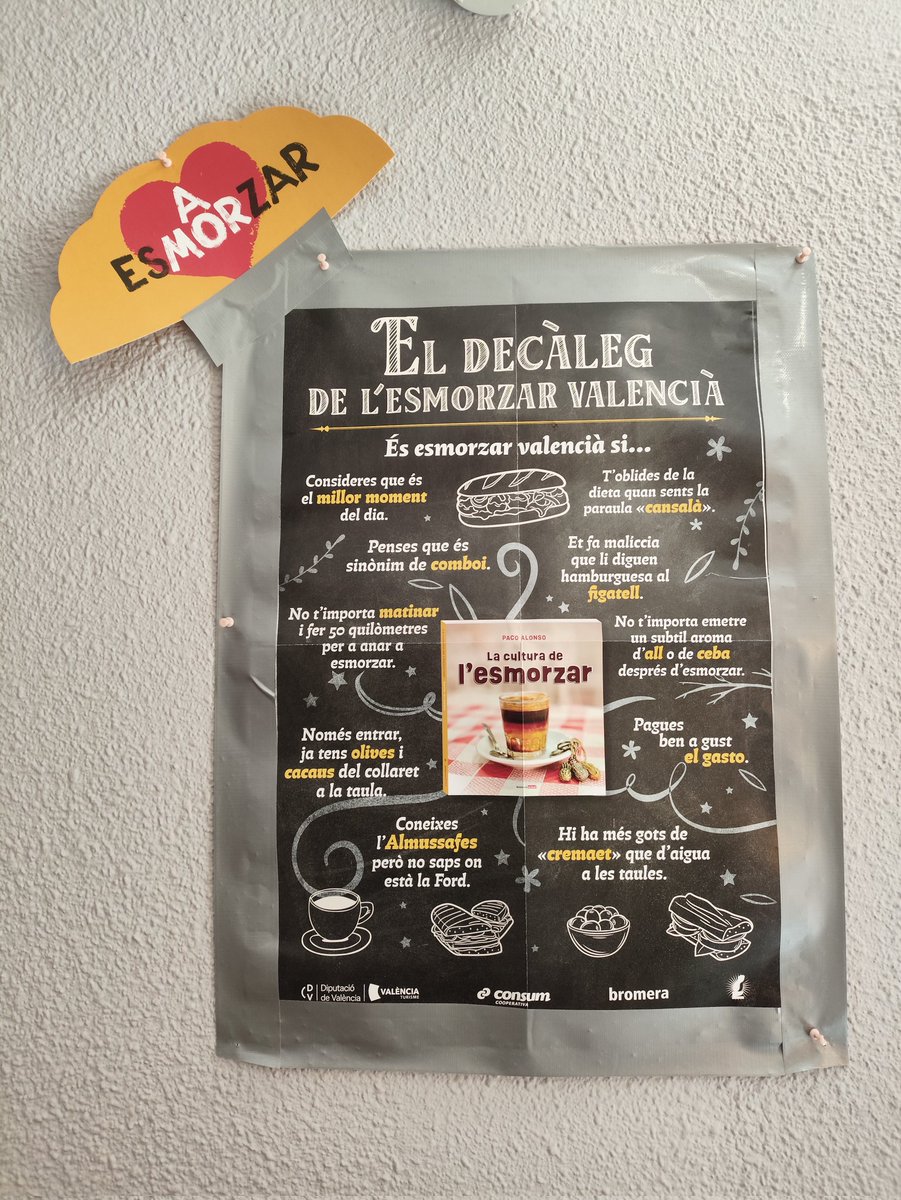 A
ESMORZAR
EL DECÀLEG
DE L'ESMORZAR VALENCIÀ
És esmorzar valencià si...
Consideres que és
el millor moment
del dia.
T'oblides de la
dieta quan sents la
paraula «cansalà».
Penses que és
sinònim de comboi.
Et fa maliccia
que li diguen
hamburguesa al
figatell.
No t'importa matinar
i fer 50 quilòmetres
per a anar a
esmorzar.
No t'importa emetre
un subtil aroma
d'all o de ceba
després d'esmorzar.
PACO ALONSO
La cultura de
l'esmorzar
Només entrar,
ja tens olives i
cacaus del collaret
a la taula.
Pagues
ben a gust
el gasto.
Coneixes
l'Almussafes
però no saps on
està la Ford.
Hi ha més gots de
«cremaet» que d'aigua
a les taules.
DV Diputació
de València
VALÈNCIA
TURISME
consum
COOPERATIVA
bromera